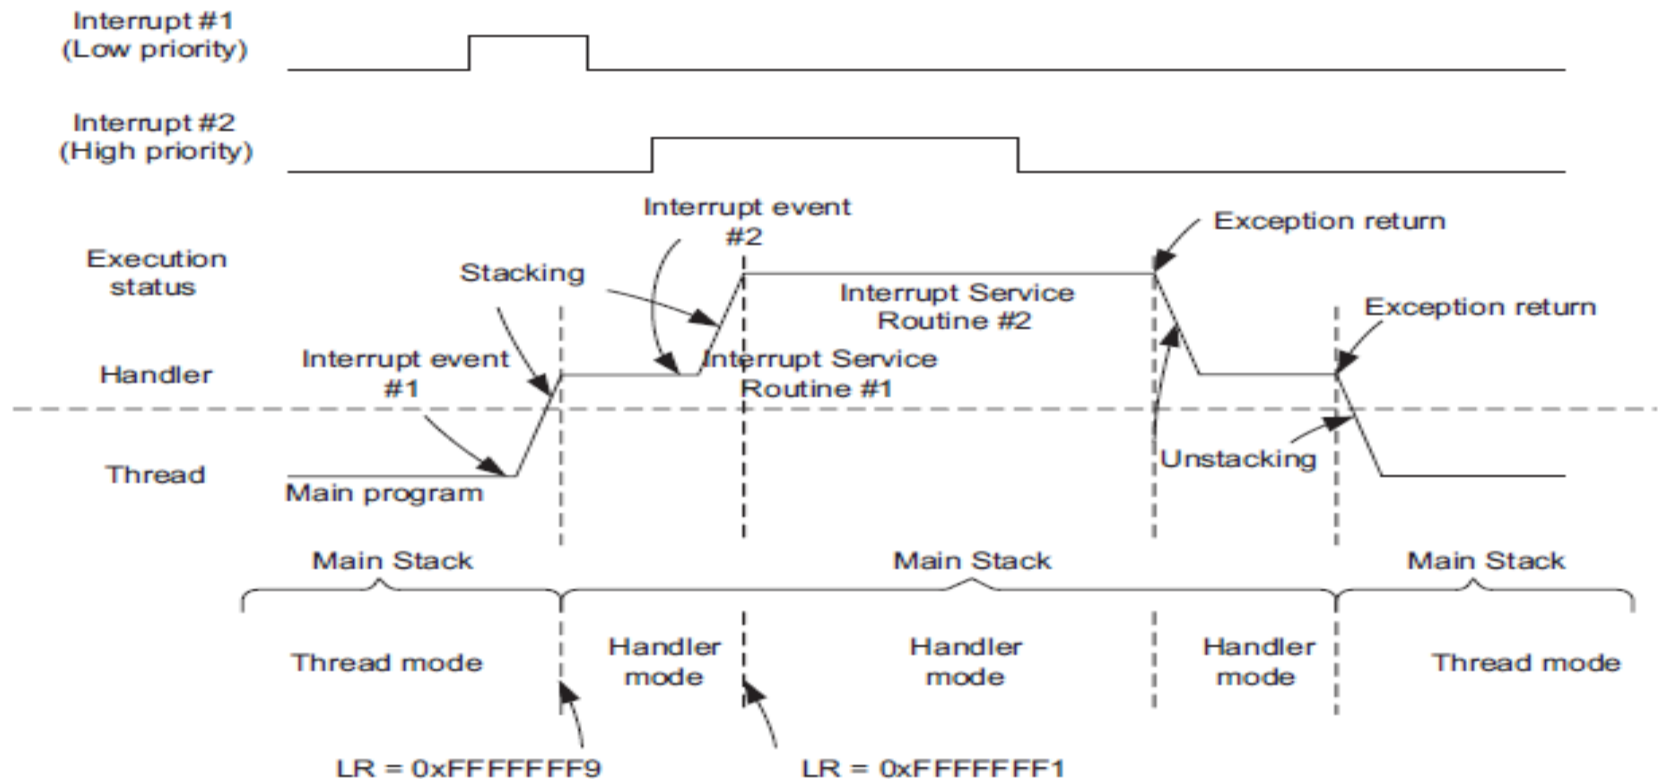 Interrupt #1
(Low priority)
Interrupt #2
(High priority)
Interrupt event
#2
Exception return
Execution
status
Stacking
Interrupt Service
Routine #2
Exception return
Interrupt event
#1
Interrupt Service
Routine #1
Handler
Thread
Main program
Unstacking
Main Stack
Main Stack
Main Stack
Thread mode
Handler
mode
Handler
mode
Handler
mode
Thread mode
LR = 0xFFFFFFF9
LR = 0xFFFFFFF1